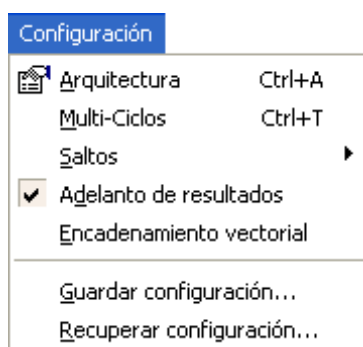 Configuración
Arquitectura Ctrl+A
Multi-Ciclos Ctrl+T
Saltos
Adelanto de resultados
Encadenamiento vectorial
Guardar configuración...
Recuperar configuración...